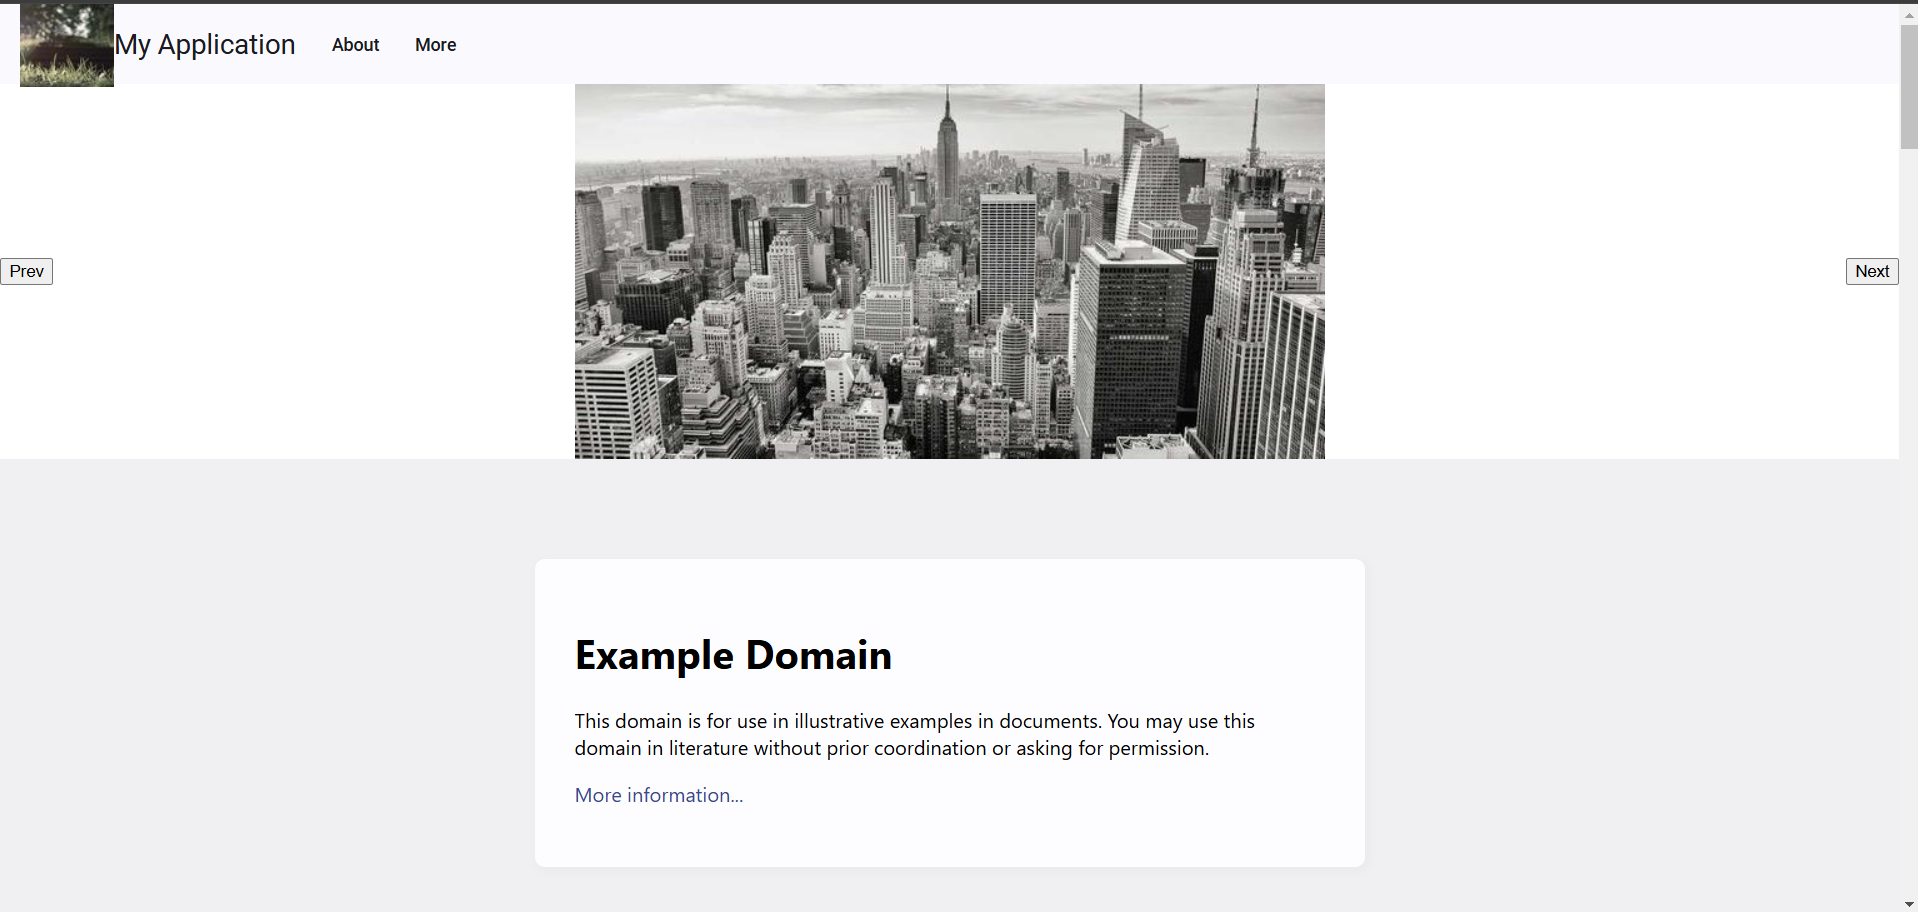 My Application About More
Prev
Next
Example Domain
This domain is for use in illustrative examples in documents. You may use this
domain in literature without prior coordination or asking for permission.
More information...